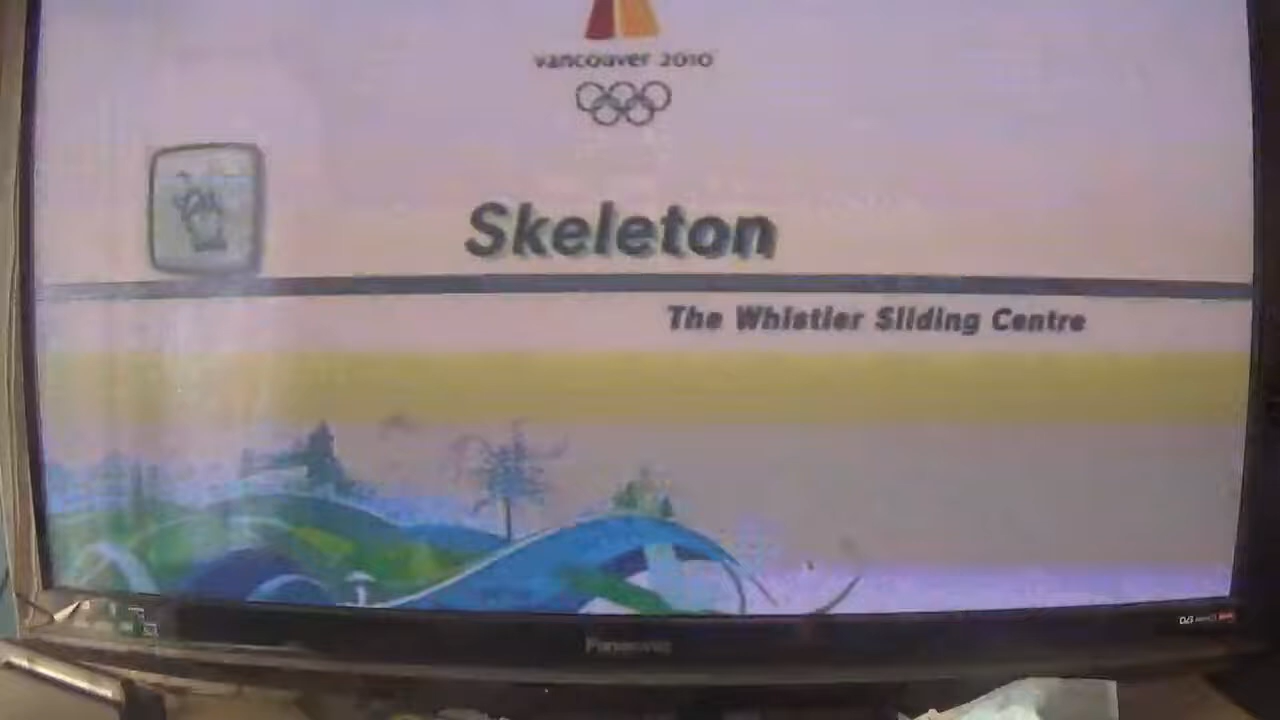 vancouver 2010
Skeleton
The Whistler Sliding Centre
Panasonic